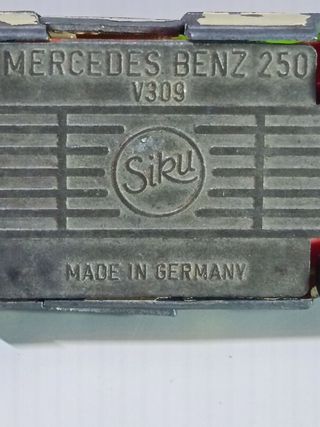 MERCEDES BENZ 250
V309
Siku
MADE IN GERMANY